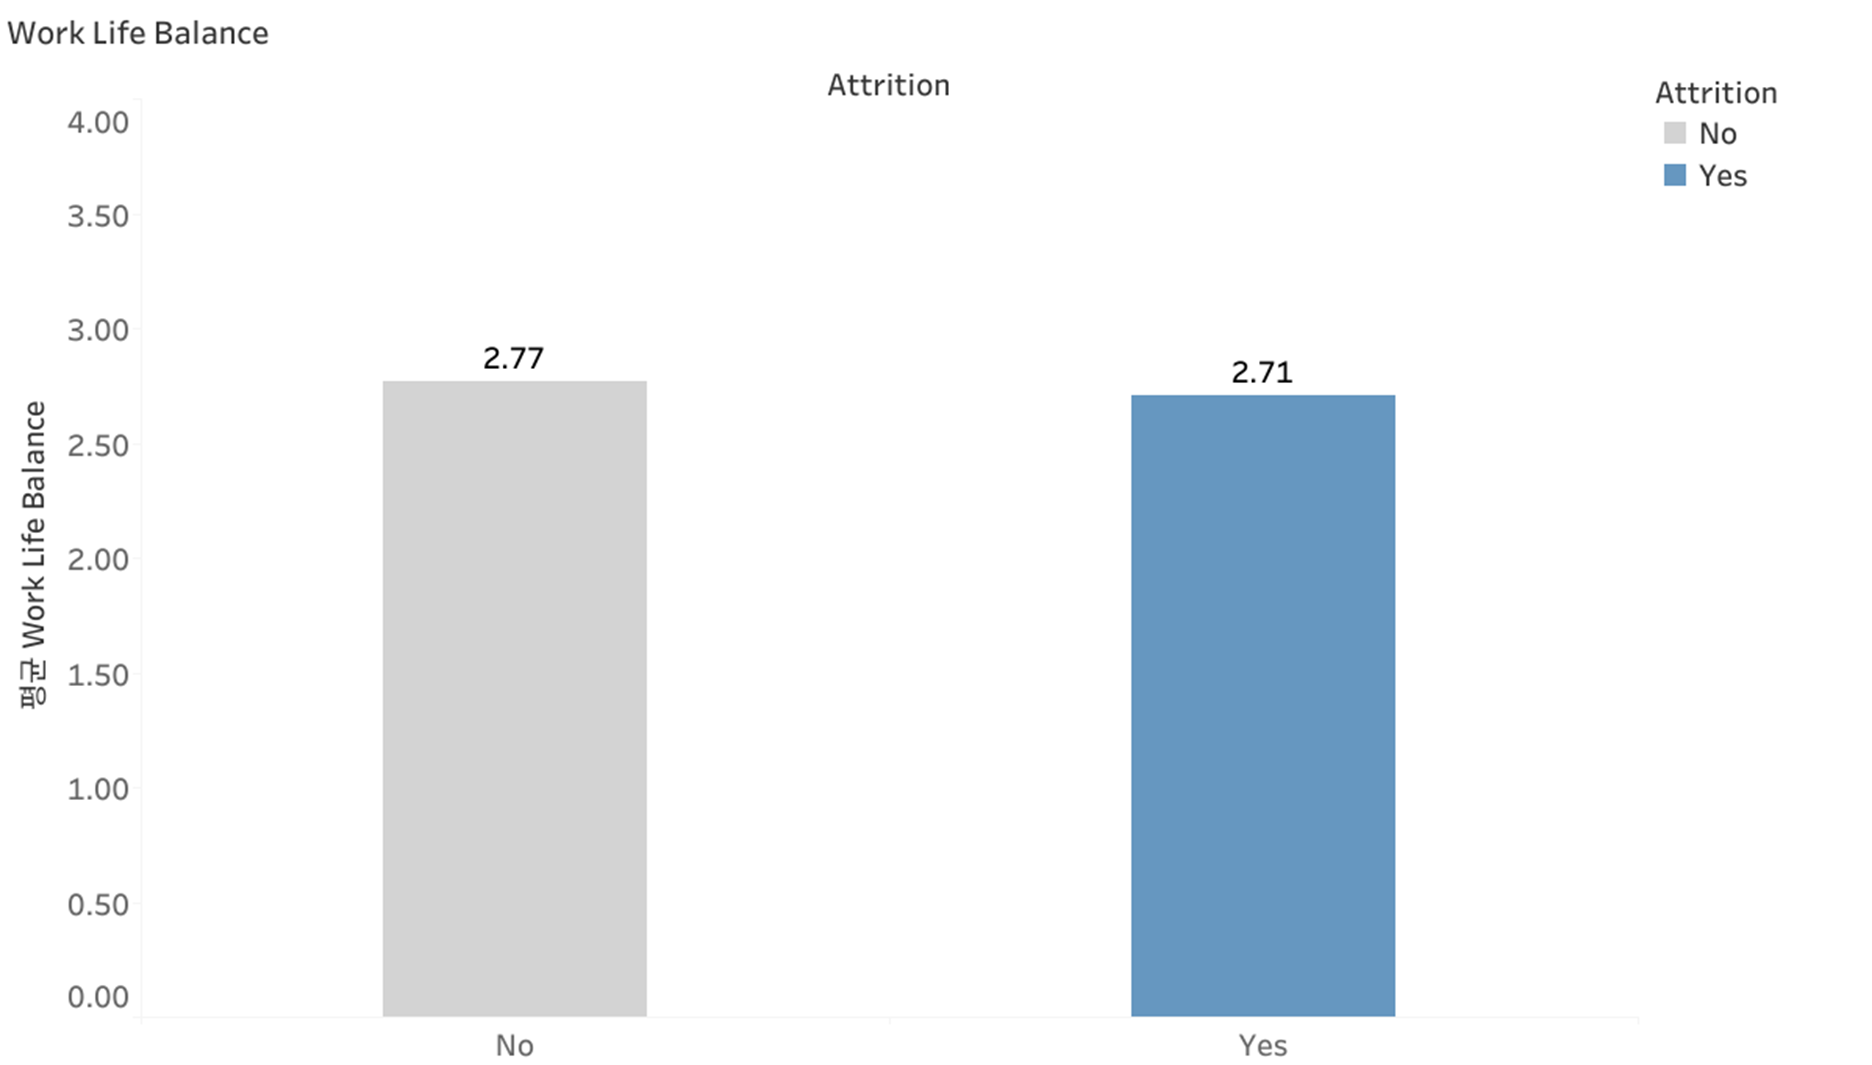 Work Life Balance
Attrition
4.00
3.50
3.00
2.50
2.00
1.50
1.00
0.50
0.00
평균 Work Life Balance
2.77
2.71
No
Yes
Attrition
No
Yes